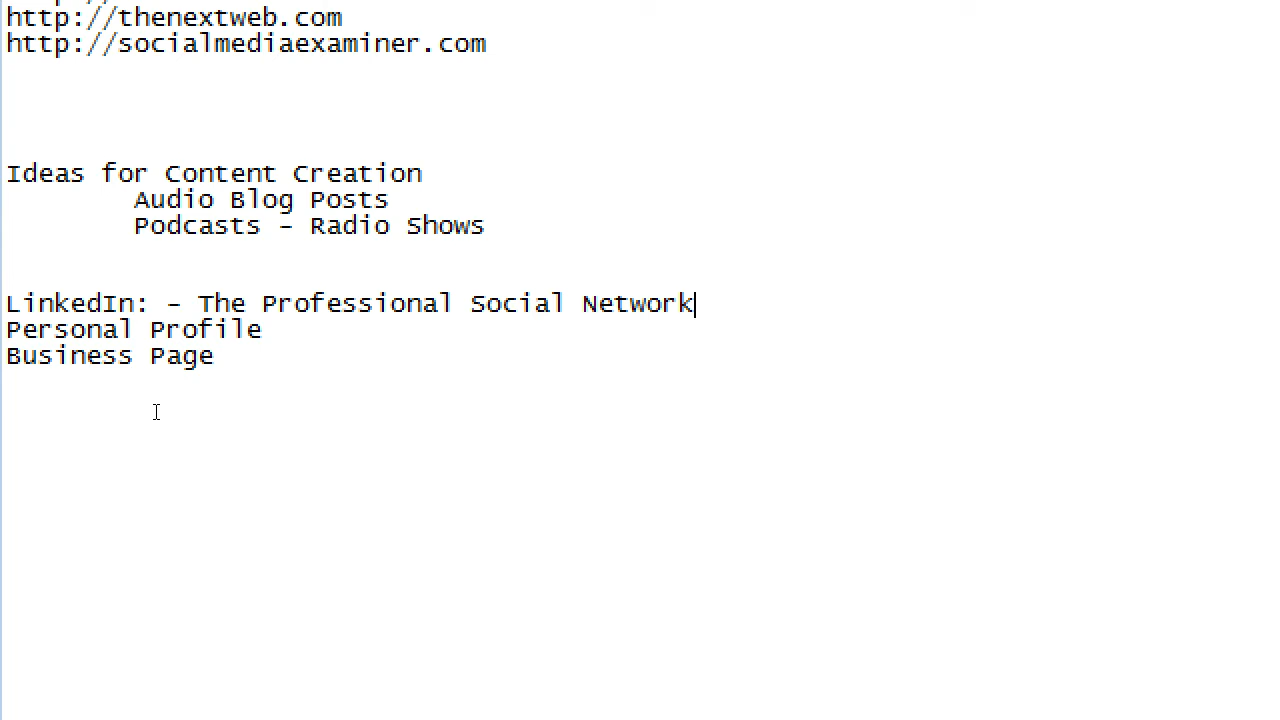 http://thenextweb.com
http://socialmediaexaminer.com
Ideas for Content Creation
Audio Blog Posts
Podcasts - Radio Shows
LinkedIn: - The Professional Social Network
Personal Profile
Business Page